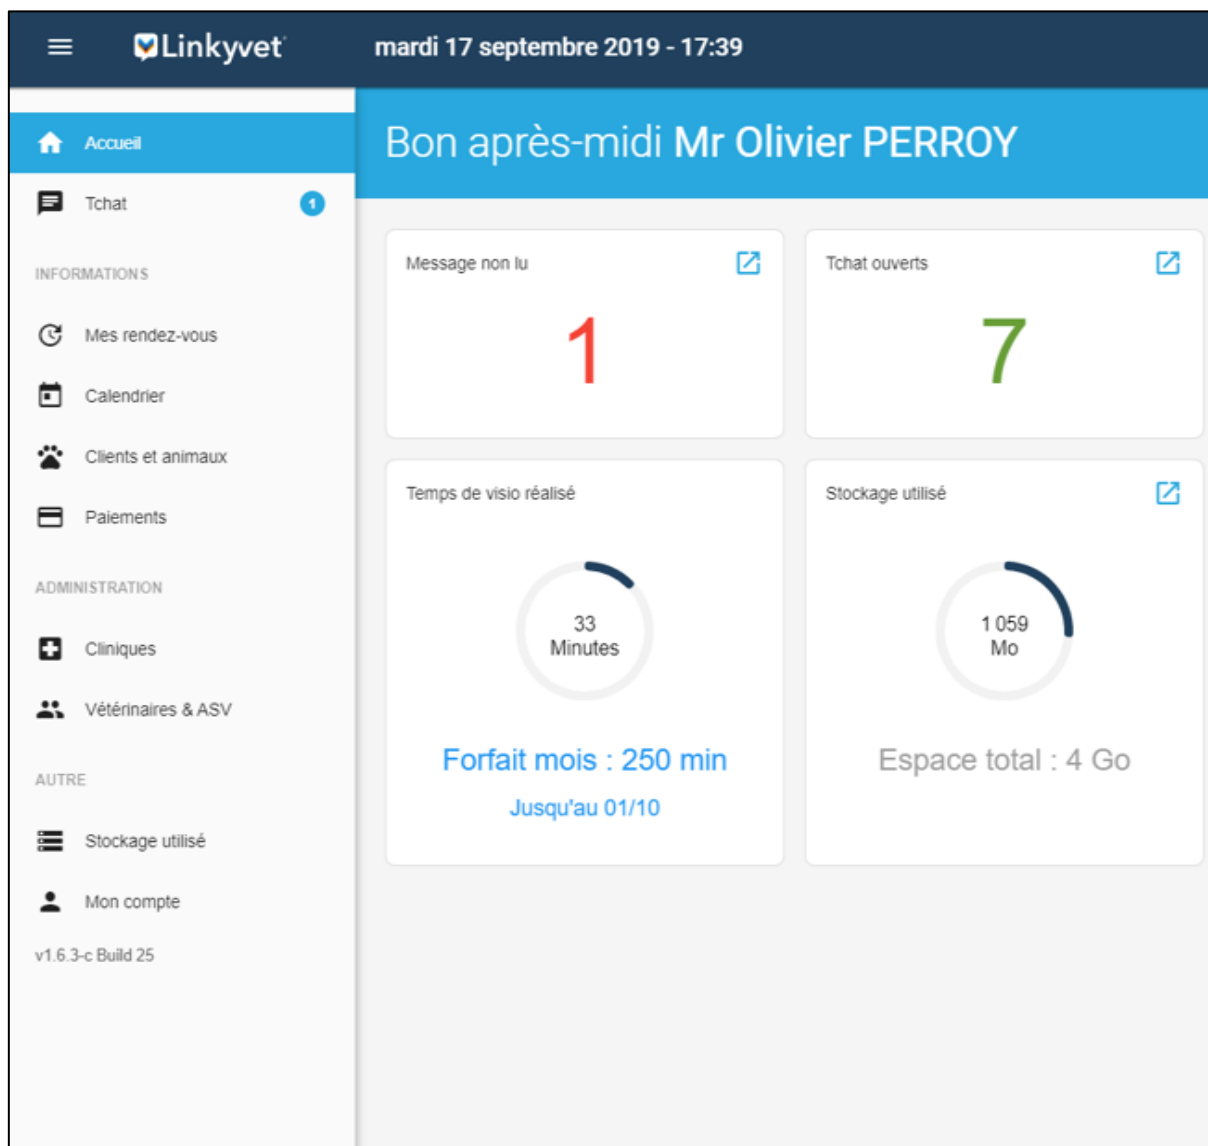 Linkyvet
mardi 17 septembre 2019 - 17:39
Accueil
Tchat
1
INFORMATIONS
Mes rendez-vous
Calendrier
Clients et animaux
Paiements
ADMINISTRATION
Cliniques
Vétérinaires & ASV
AUTRE
Stockage utilisé
Mon compte
v1.6.3-c Build 25
Bon après-midi Mr Olivier PERROY
Message non lu
1
Tchat ouverts
7
Temps de visio réalisé
33
Minutes
Forfait mois : 250 min
Jusqu'au 01/10
Stockage utilisé
1 059
Mo
Espace total : 4 Go